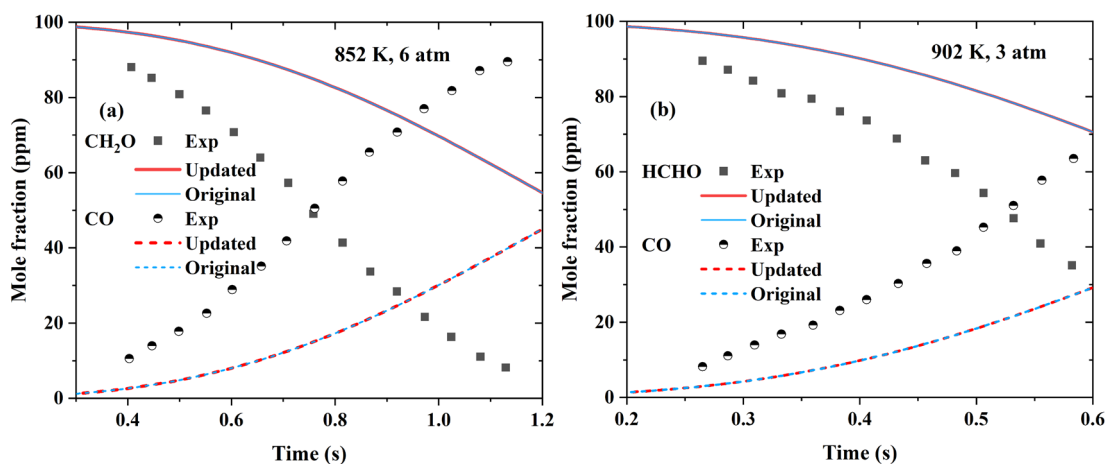 100
80
60
40
20
0
Mole fraction (ppm)
852 K, 6 atm
(a)
CH₂O Exp
Updated
Original
CO Exp
Updated
Original
0.4 0.6 0.8 1.0 1.2
Time (s)
100
80
60
40
20
0
Mole fraction (ppm)
902 K, 3 atm
(b)
HCHO Exp
Updated
Original
CO Exp
Updated
Original
0.2 0.3 0.4 0.5 0.6
Time (s)